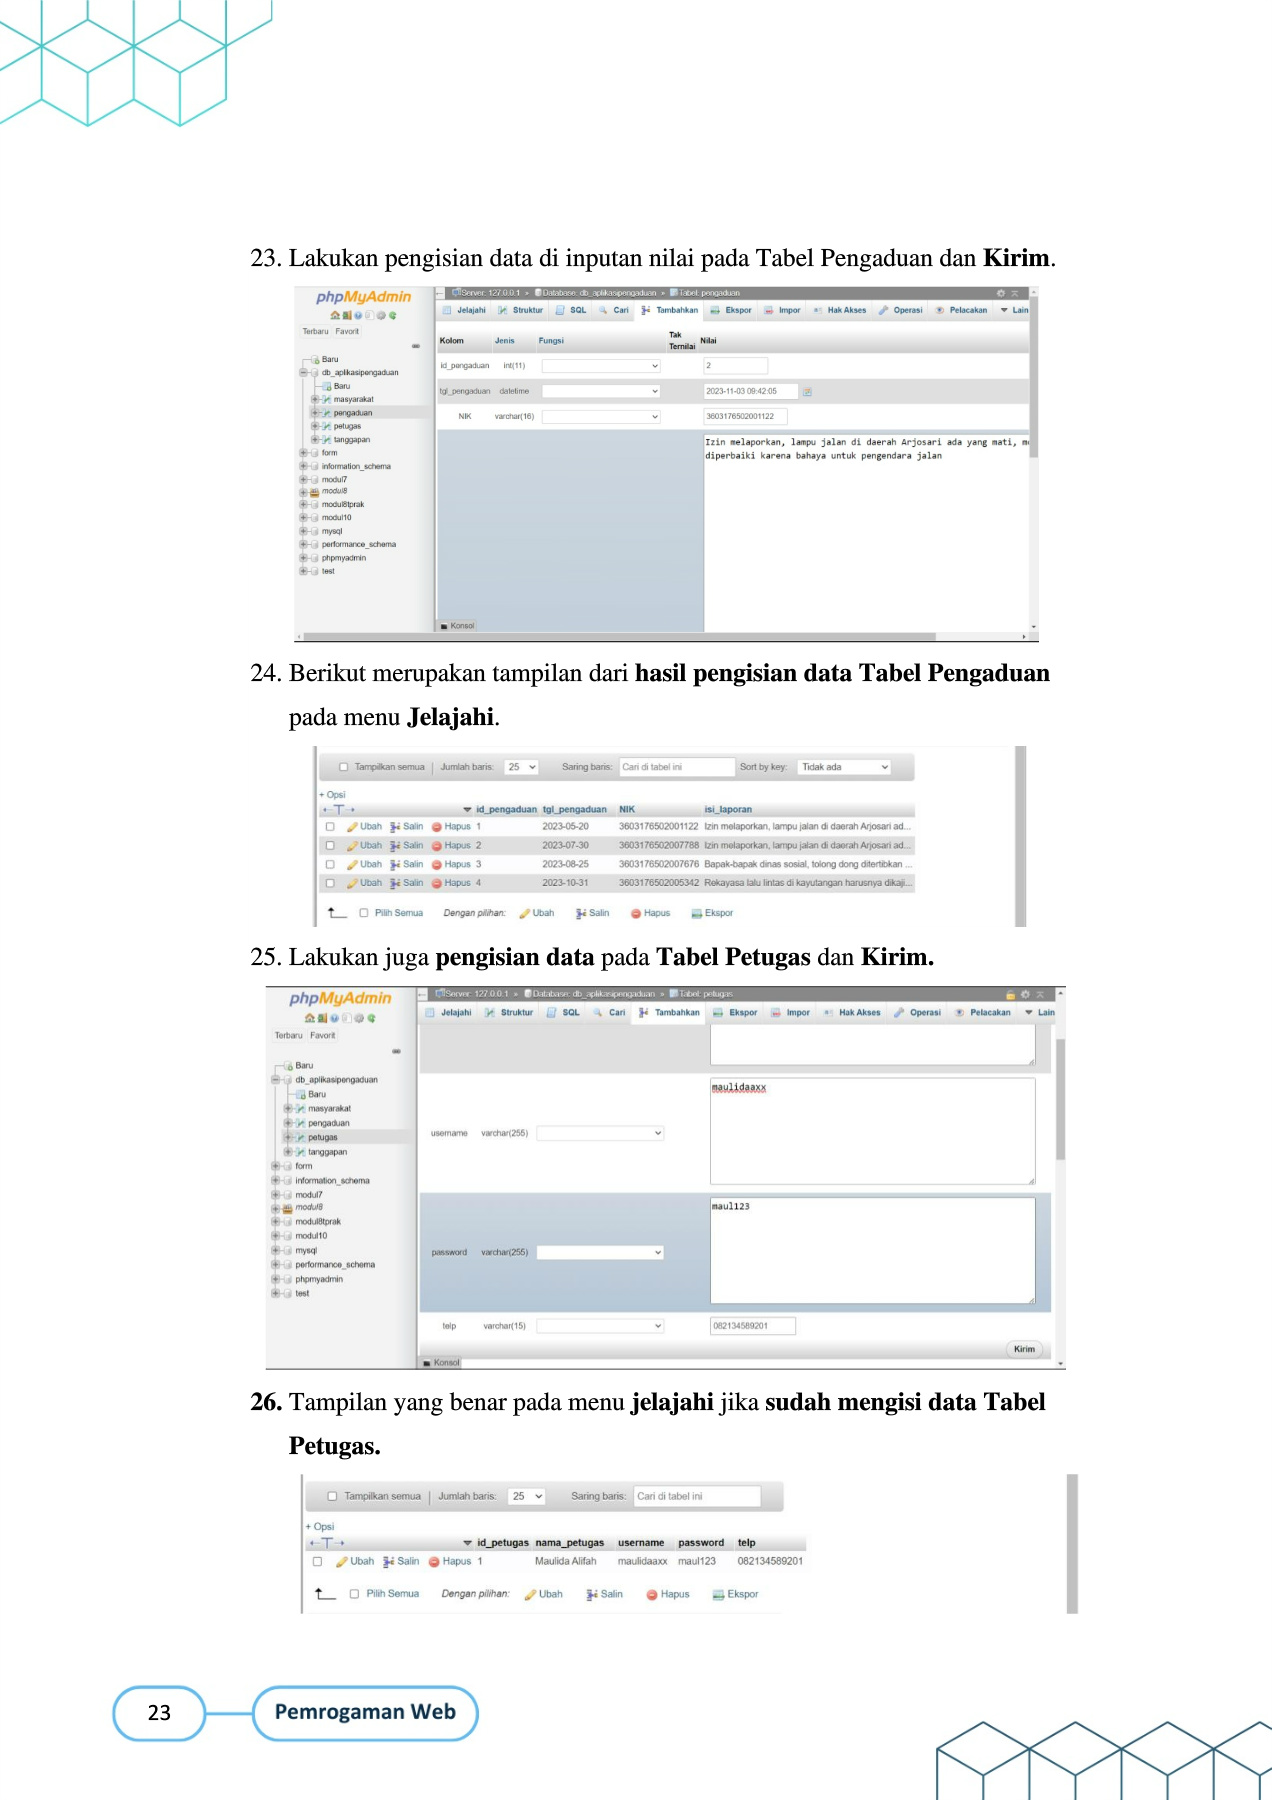 23. Lakukan pengisian data di inputan nilai pada Tabel Pengaduan dan Kirim.
phpMyAdmin
Terbaru Favorit
Baru
db_aplikasipengaduan
Baru
masyarakat
pengaduan
petugas
tanggapan
form
information_schema
modul7
modul8
modul8tprak
modul10
mysql
performance_schema
phpmyadmin
test
Server: 127.0.0.1 » Database: db_aplikasipengaduan » Tabel: pengaduan
Jelajahi Struktur SQL Cari Tambahkan Ekspor Impor Hak Akses Operasi Pelacakan Lain
Kolom Jenis Fungsi Tak Ternilai Nilai
id_pengaduan int(11) 2
tgl_pengaduan datetime 2023-11-03 09:42:05
NIK varchar(16) 3603176502001122
Izin melaporkan, lampu jalan di daerah Arjosari ada yang mati, m
diperbaiki karena bahaya untuk pengendara jalan
Konsol
24. Berikut merupakan tampilan dari hasil pengisian data Tabel Pengaduan
pada menu Jelajahi.
Tampilkan semua | Jumlah baris: 25 Saring baris: Cari di tabel ini Sort by key: Tidak ada
+ Opsi
←T→ id_pengaduan tgl_pengaduan NIK isi_laporan
Ubah Salin Hapus 1 2023-05-20 3603176502001122 Izin melaporkan, lampu jalan di daerah Arjosari ad...
Ubah Salin Hapus 2 2023-07-30 3603176502007788 Izin melaporkan, lampu jalan di daerah Arjosari ad...
Ubah Salin Hapus 3 2023-08-25 3603176502007676 Bapak-bapak dinas sosial, tolong dong ditertibkan ...
Ubah Salin Hapus 4 2023-10-31 3603176502005342 Rekayasa lalu lintas di kayutangan harusnya dikaji...
Pilih Semua Dengan pilihan: Ubah Salin Hapus Ekspor
25. Lakukan juga pengisian data pada Tabel Petugas dan Kirim.
phpMyAdmin
Terbaru Favorit
Baru
db_aplikasipengaduan
Baru
masyarakat
pengaduan
petugas
tanggapan
form
information_schema
modul7
modul8
modul8tprak
modul10
mysql
performance_schema
phpmyadmin
test
Server: 127.0.0.1 » Database: db_aplikasipengaduan » Tabel: petugas
Jelajahi Struktur SQL Cari Tambahkan Ekspor Impor Hak Akses Operasi Pelacakan Lain
maulidaaxx
username varchar(255)
maul123
password varchar(255)
telp varchar(15) 082134589201
Kirim
Konsol
26. Tampilan yang benar pada menu jelajahi jika sudah mengisi data Tabel
Petugas.
Tampilkan semua | Jumlah baris: 25 Saring baris: Cari di tabel ini
+ Opsi
←T→ id_petugas nama_petugas username password telp
Ubah Salin Hapus 1 Maulida Alifah maulidaaxx maul123 082134589201
Pilih Semua Dengan pilihan: Ubah Salin Hapus Ekspor
23 Pemrogaman Web